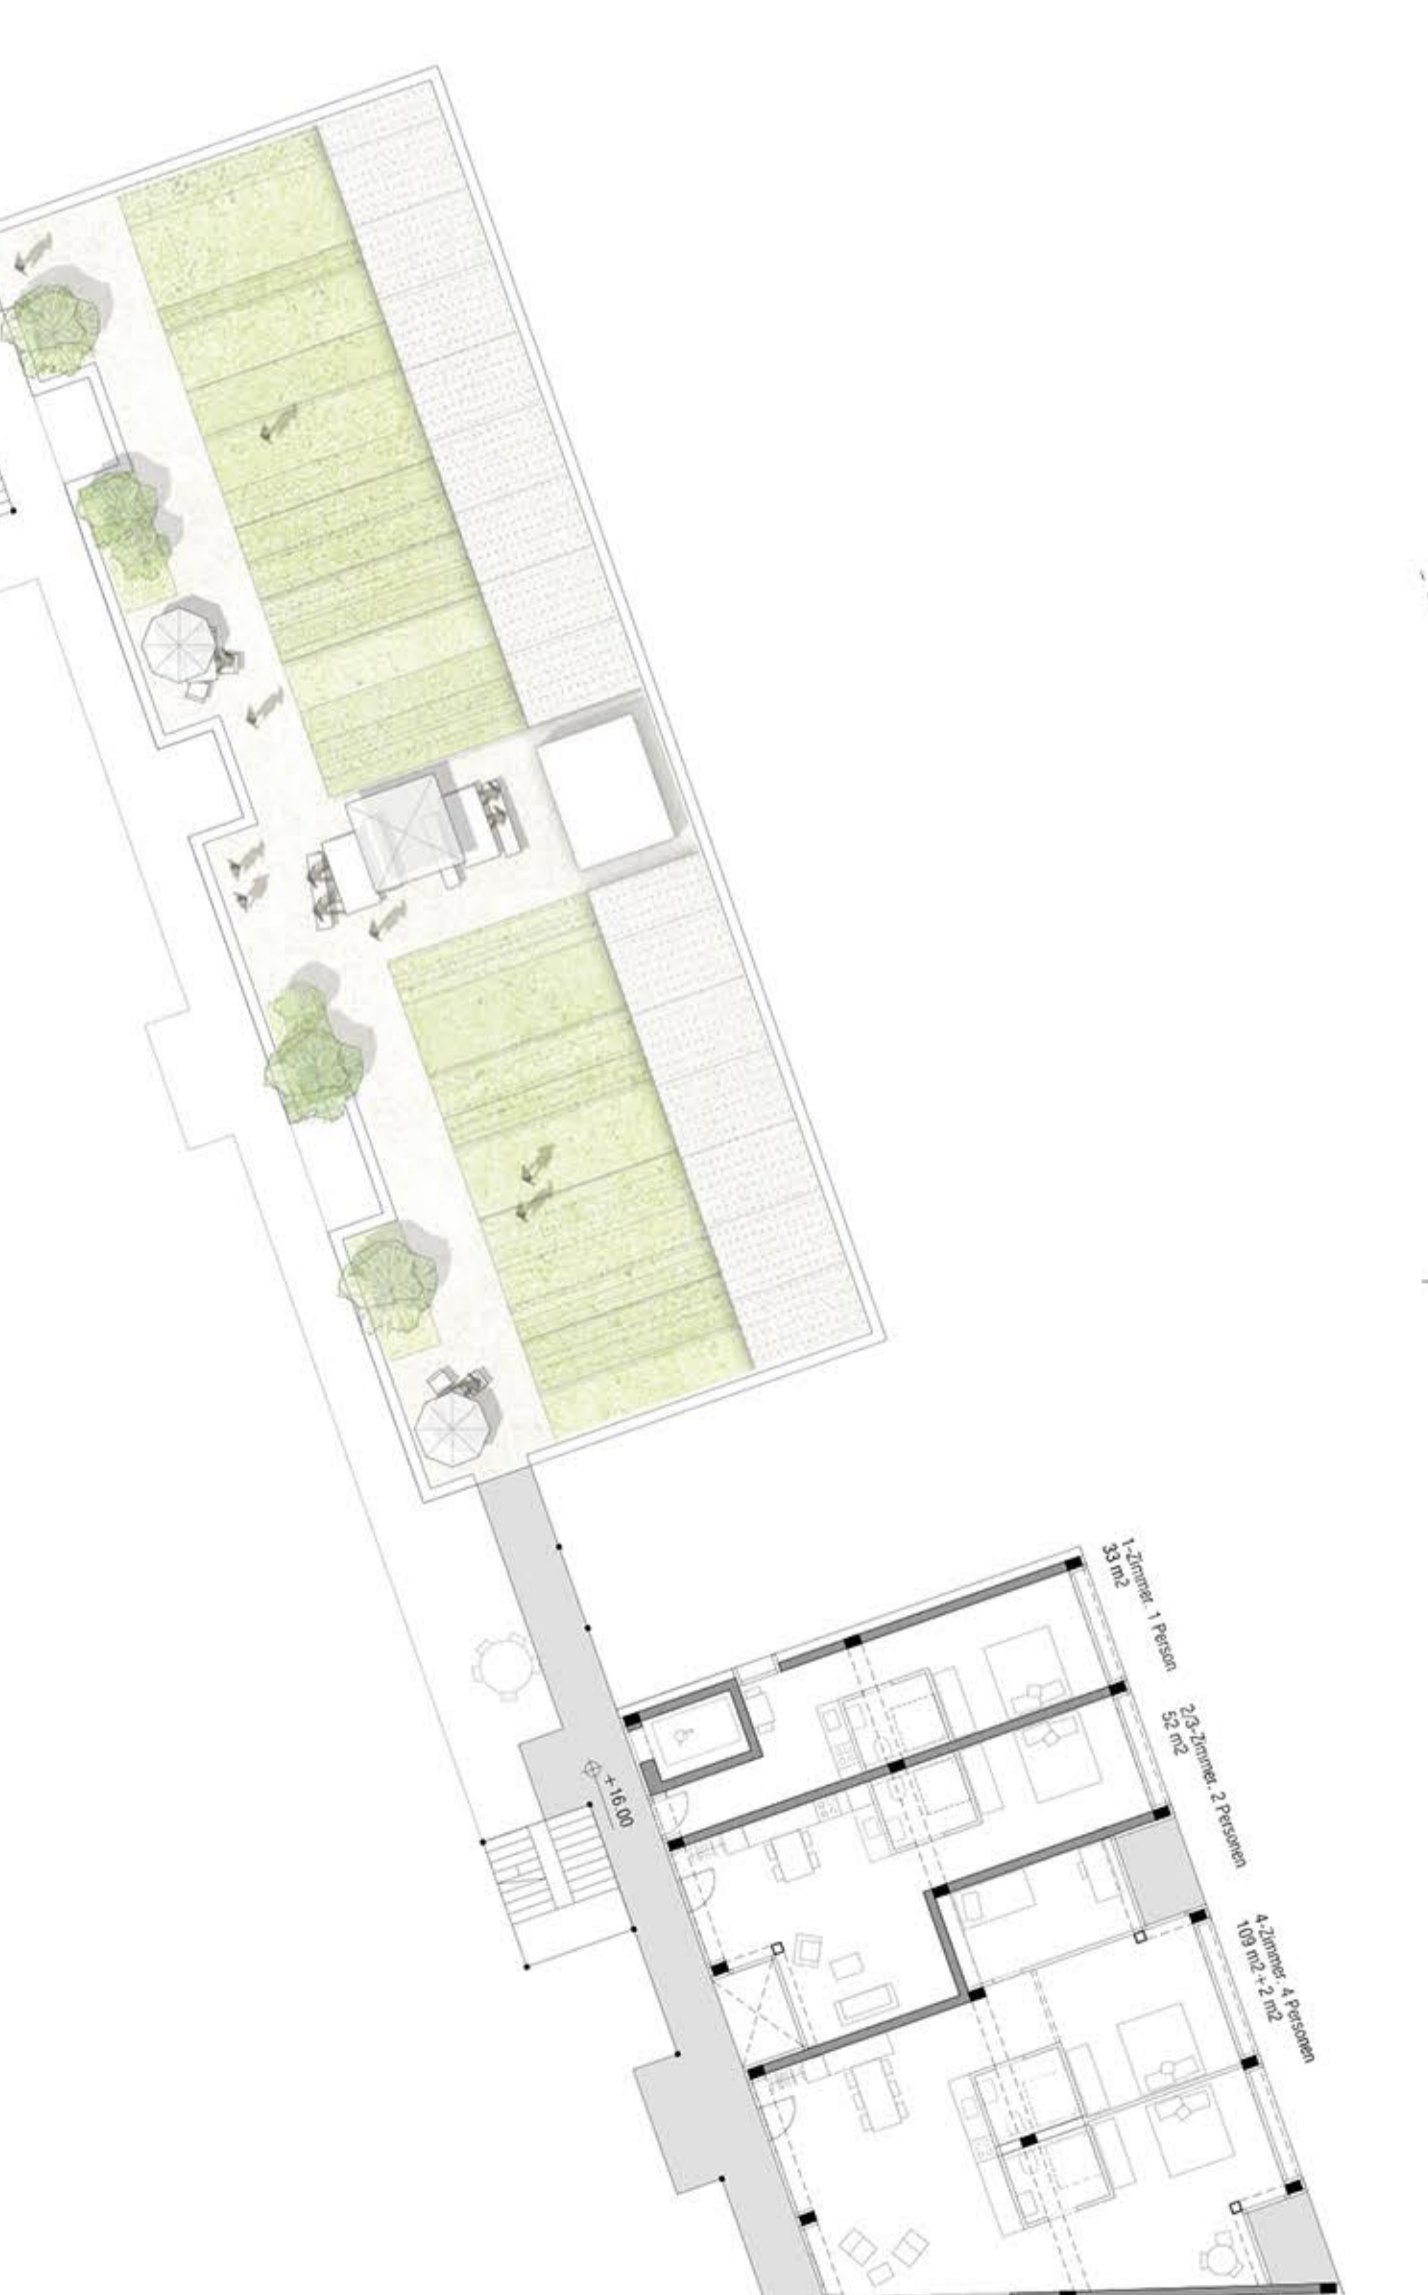 1-Zimmer. 1 Person
33 m2
2/3-Zimmer. 2 Personen
52 m2
+16.00
4-Zimmer. 4 Personen
109 m2 + 2 m2